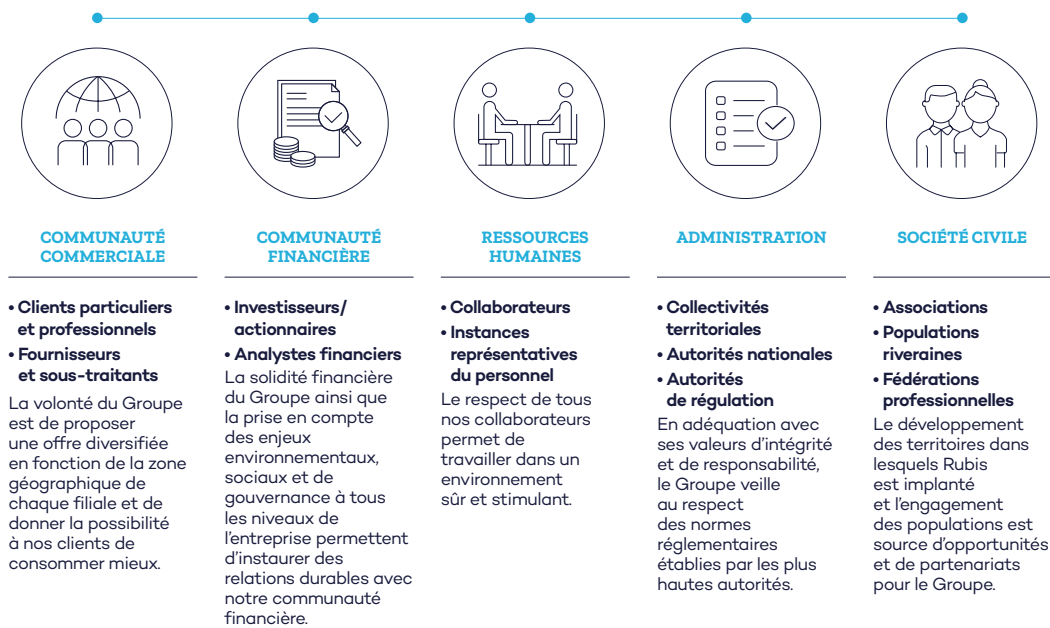 COMMUNAUTÉ
COMMERCIALE
• Clients particuliers
et professionnels
• Fournisseurs
et sous-traitants
La volonté du Groupe
est de proposer
une offre diversifiée
en fonction de la zone
géographique de
chaque filiale et de
donner la possibilité
à nos clients de
consommer mieux.
COMMUNAUTÉ
FINANCIÈRE
• Investisseurs/
actionnaires
• Analystes financiers
La solidité financière
du Groupe ainsi que
la prise en compte
des enjeux
environnementaux,
sociaux et de
gouvernance à tous
les niveaux de
l’entreprise permettent
d’instaurer des
relations durables avec
notre communauté
financière.
RESSOURCES
HUMAINES
• Collaborateurs
• Instances
représentatives
du personnel
Le respect de tous
nos collaborateurs
permet de
travailler dans un
environnement
sûr et stimulant.
ADMINISTRATION
• Collectivités
territoriales
• Autorités nationales
• Autorités
de régulation
En adéquation avec
ses valeurs d’intégrité
et de responsabilité,
le Groupe veille
au respect
des normes
réglementaires
établies par les plus
hautes autorités.
SOCIÉTÉ CIVILE
• Associations
• Populations
riveraines
• Fédérations
professionnelles
Le développement
des territoires dans
lesquels Rubis
est implanté
et l’engagement
des populations est
source d’opportunités
et de partenariats
pour le Groupe.